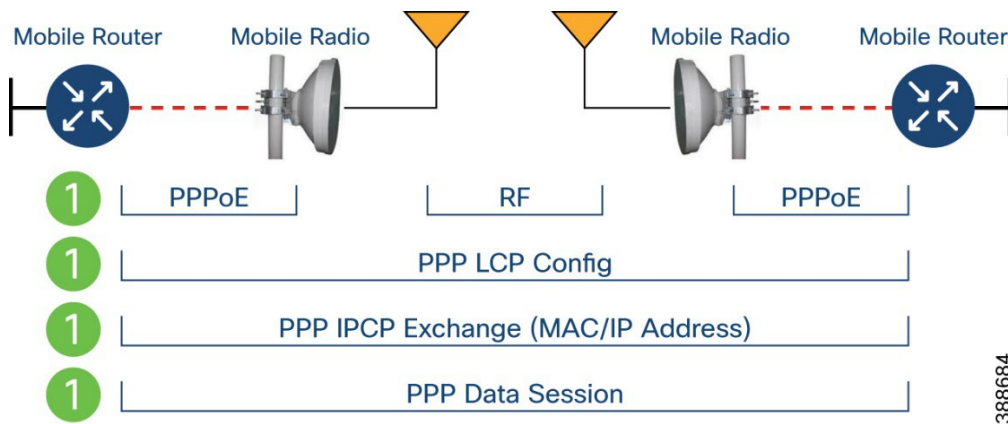 Mobile Router
Mobile Radio
Mobile Radio
Mobile Router
1 PPPoE RF PPPoE
1 PPP LCP Config
1 PPP IPCP Exchange (MAC/IP Address)
1 PPP Data Session
388684